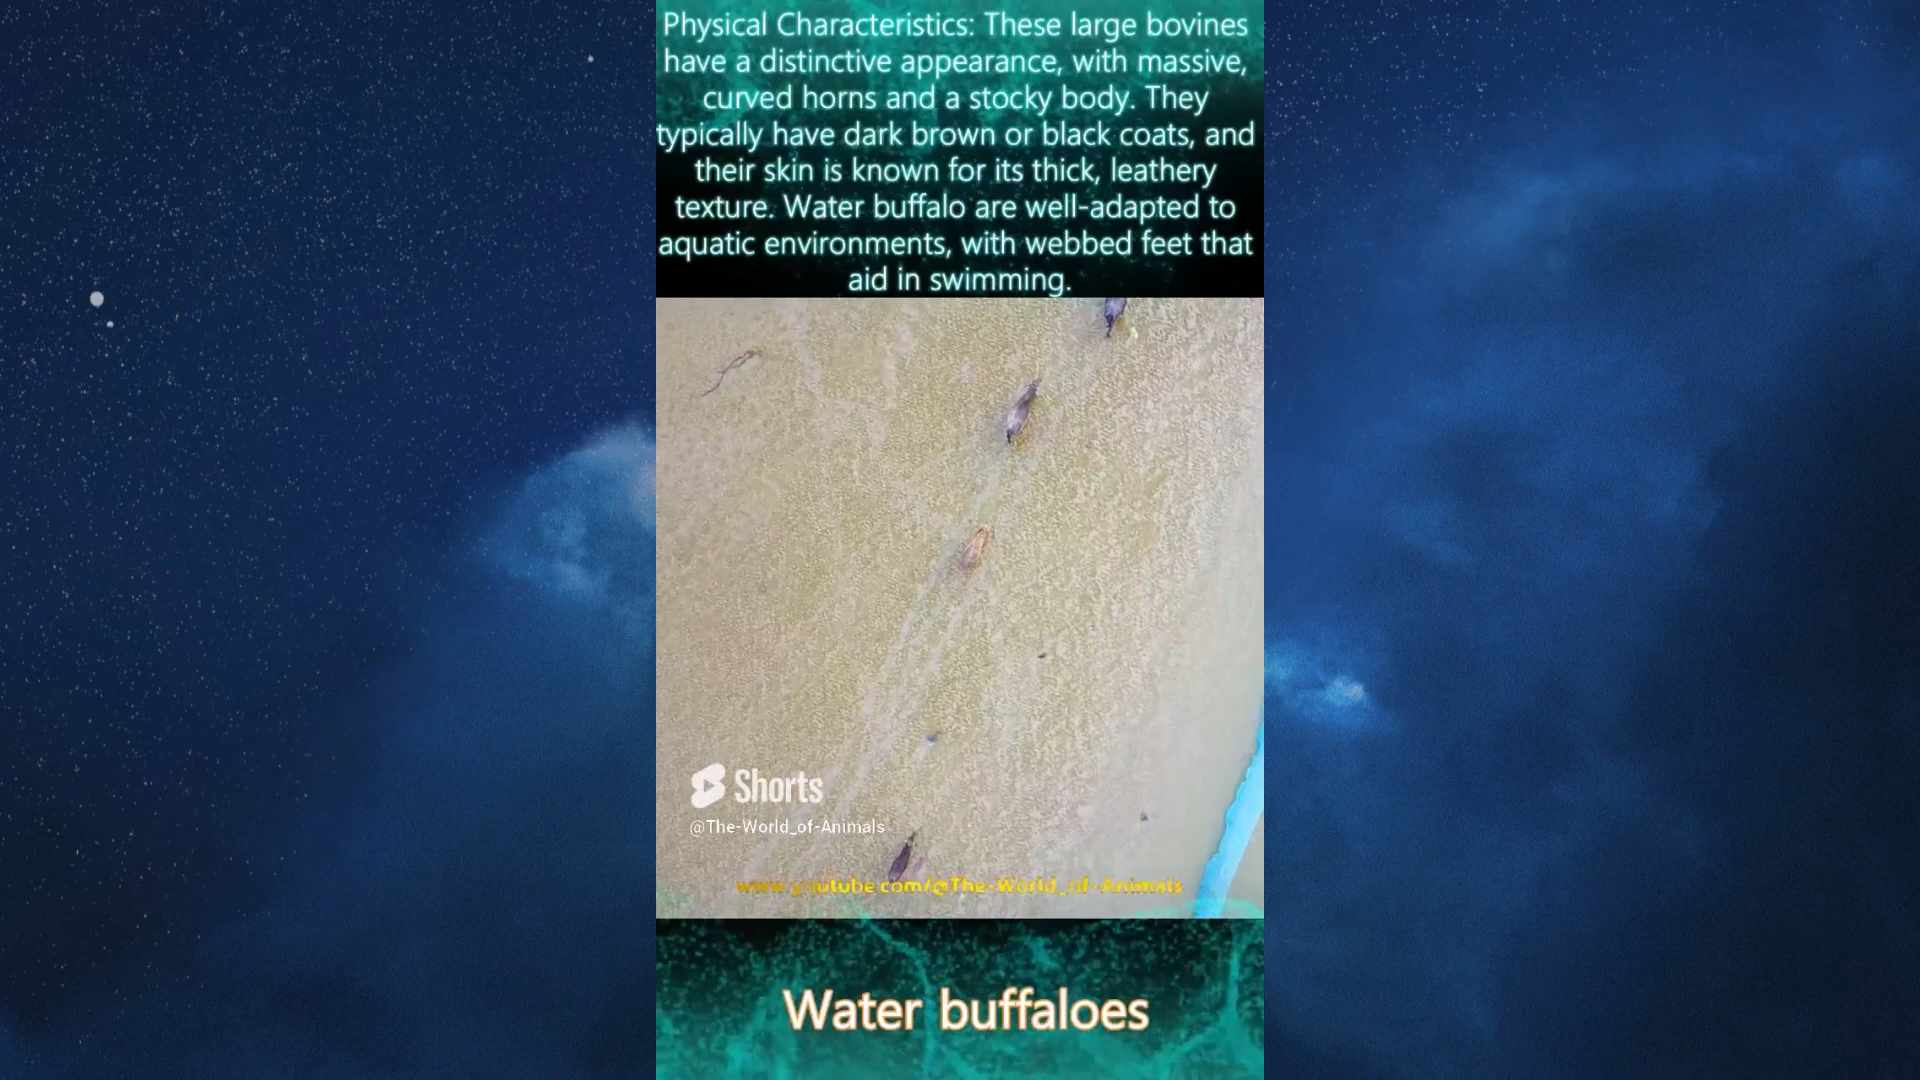 Physical Characteristics: These large bovines
have a distinctive appearance, with massive,
curved horns and a stocky body. They
typically have dark brown or black coats, and
their skin is known for its thick, leathery
texture. Water buffalo are well-adapted to
aquatic environments, with webbed feet that
aid in swimming.
Shorts
@The-World_of-Animals
www.youtube.com/@The-World_of-Animals
Water buffaloes